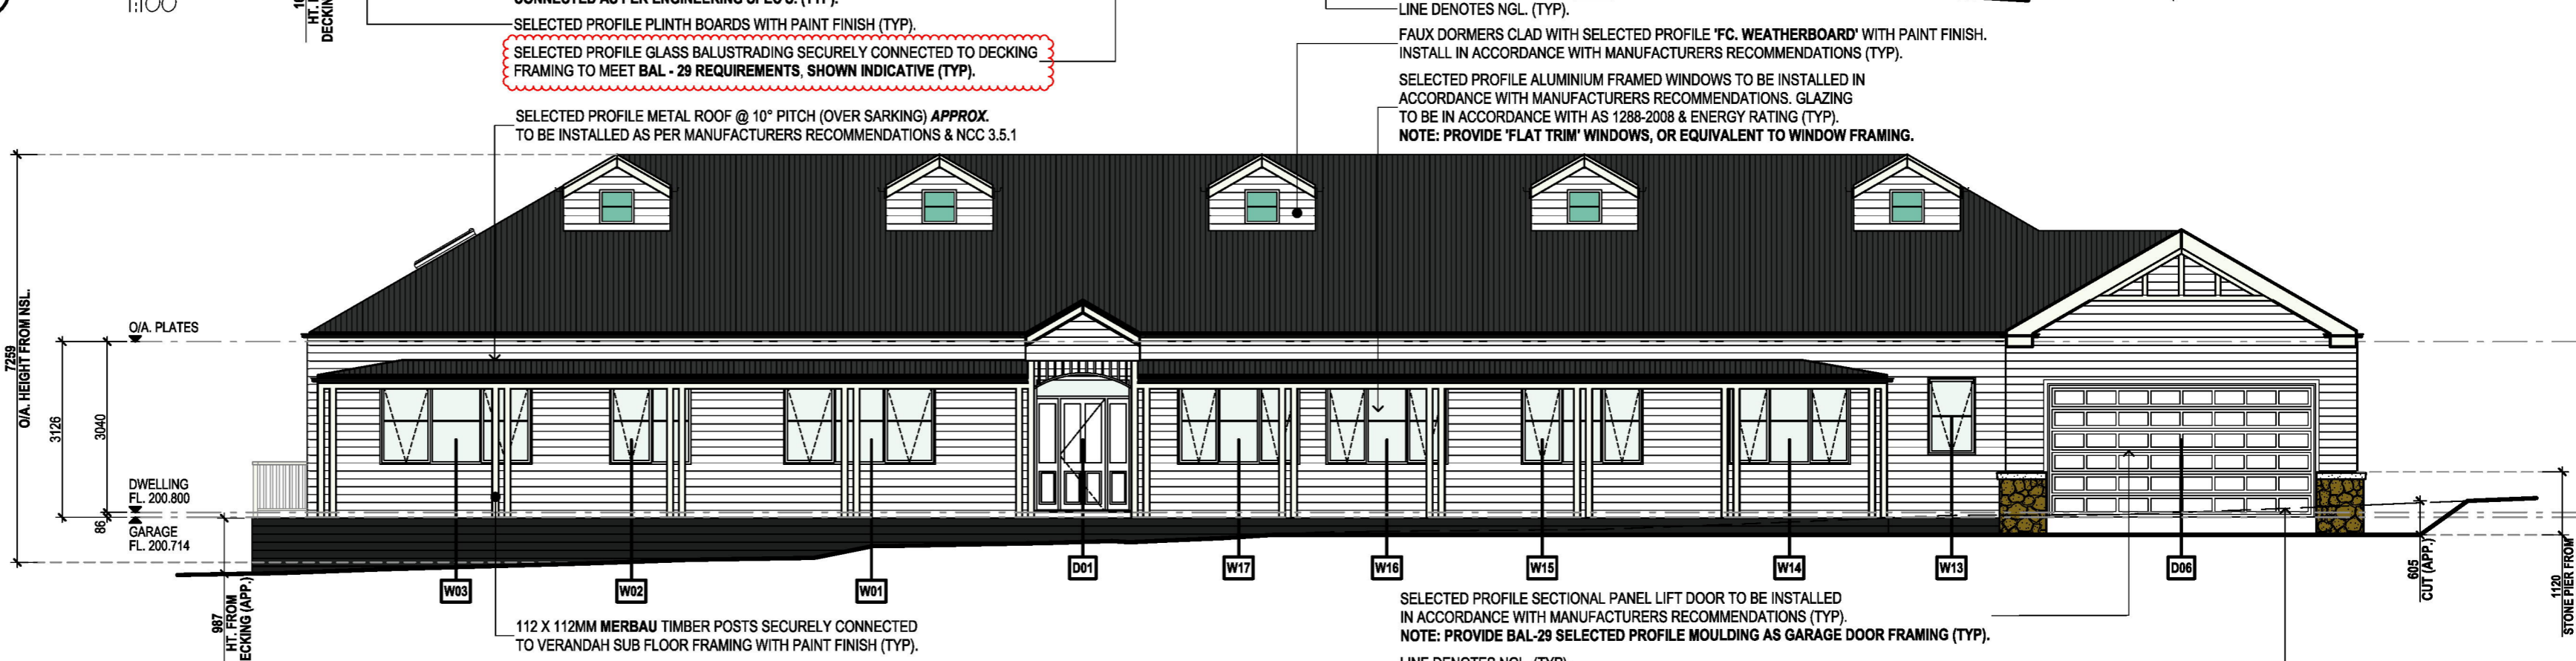 1:100
CONNECTED AS PER ENGINEERING SPEC'S. (TYP).
SELECTED PROFILE PLINTH BOARDS WITH PAINT FINISH (TYP).
SELECTED PROFILE GLASS BALUSTRADING SECURELY CONNECTED TO DECKING
FRAMING TO MEET BAL - 29 REQUIREMENTS, SHOWN INDICATIVE (TYP).
SELECTED PROFILE METAL ROOF @ 10° PITCH (OVER SARKING) APPROX.
TO BE INSTALLED AS PER MANUFACTURERS RECOMMENDATIONS & NCC 3.5.1
LINE DENOTES NGL. (TYP).
FAUX DORMERS CLAD WITH SELECTED PROFILE 'FC. WEATHERBOARD' WITH PAINT FINISH.
INSTALL IN ACCORDANCE WITH MANUFACTURERS RECOMMENDATIONS (TYP).
SELECTED PROFILE ALUMINIUM FRAMED WINDOWS TO BE INSTALLED IN
ACCORDANCE WITH MANUFACTURERS RECOMMENDATIONS. GLAZING
TO BE IN ACCORDANCE WITH AS 1288-2008 & ENERGY RATING (TYP).
NOTE: PROVIDE 'FLAT TRIM' WINDOWS, OR EQUIVALENT TO WINDOW FRAMING.
7259
O/A. HEIGHT FROM NSL.
3126
3040
86
O/A. PLATES
DWELLING
FL. 200.800
GARAGE
FL. 200.714
987
HT. FROM
ECKING (APP.)
W03
W02
W01
D01
W17
W16
W15
W14
W13
D06
605
CUT (APP.)
1120
STONE PIER FROM
112 X 112MM MERBAU TIMBER POSTS SECURELY CONNECTED
TO VERANDAH SUB FLOOR FRAMING WITH PAINT FINISH (TYP).
SELECTED PROFILE SECTIONAL PANEL LIFT DOOR TO BE INSTALLED
IN ACCORDANCE WITH MANUFACTURERS RECOMMENDATIONS (TYP).
NOTE: PROVIDE BAL-29 SELECTED PROFILE MOULDING AS GARAGE DOOR FRAMING (TYP).
LINE DENOTES NGL. (TYP)